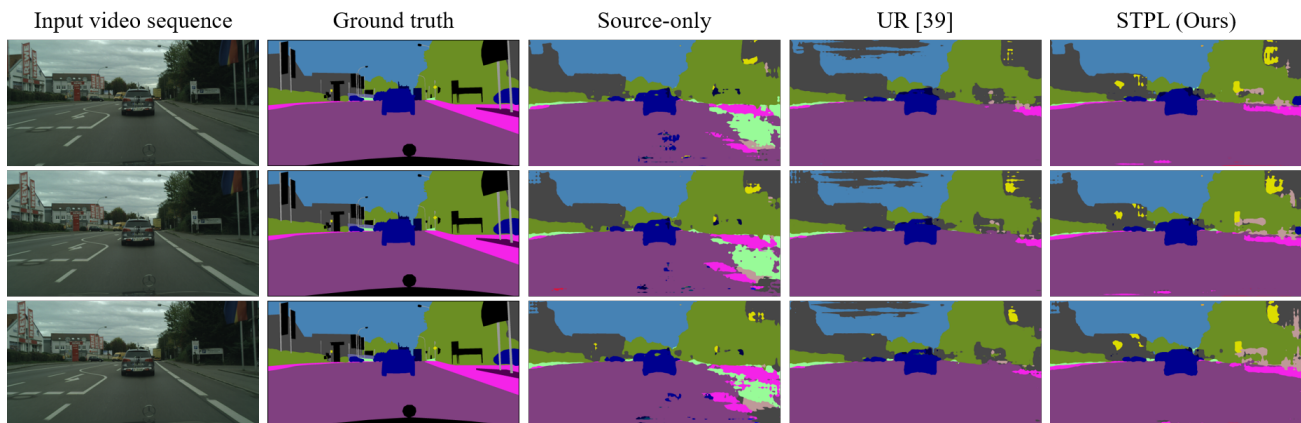 Input video sequence
Ground truth
Source-only
UR [39]
STPL (Ours)